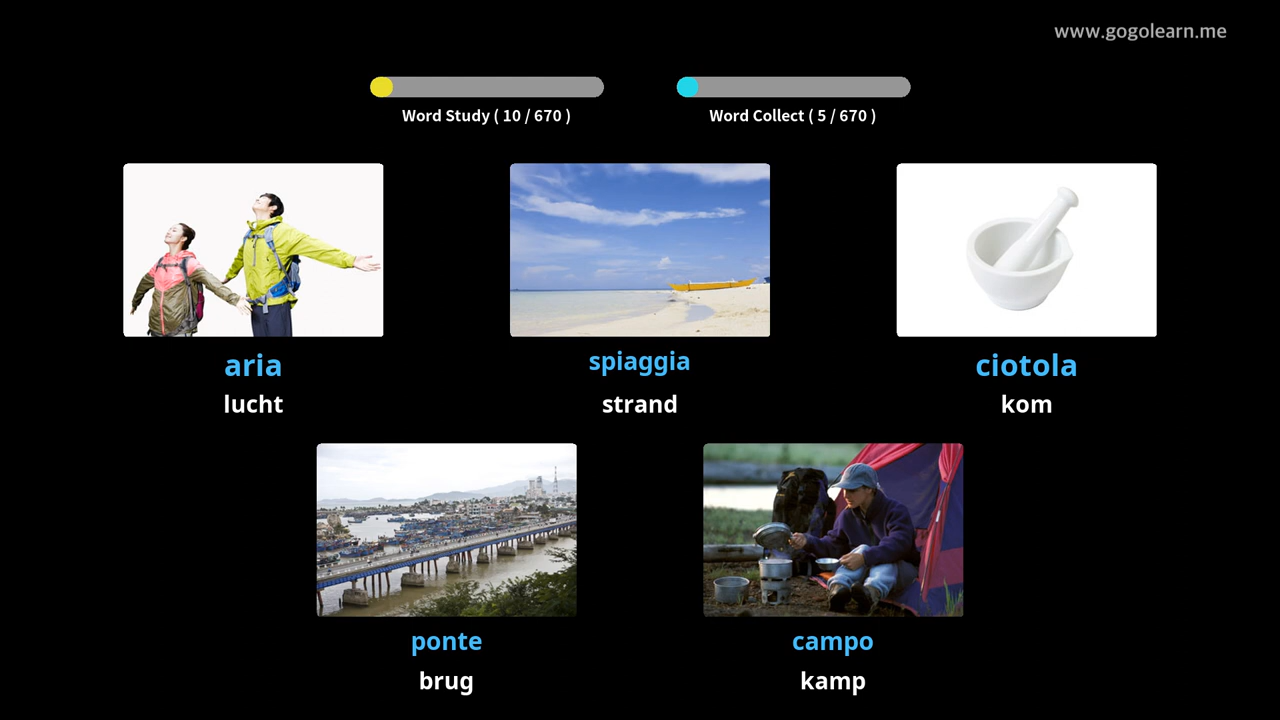 www.gogolearn.me
Word Study ( 10 / 670 )
Word Collect ( 5 / 670 )
aria
spiaggia
ciotola
lucht
strand
kom
ponte
campo
brug
kamp